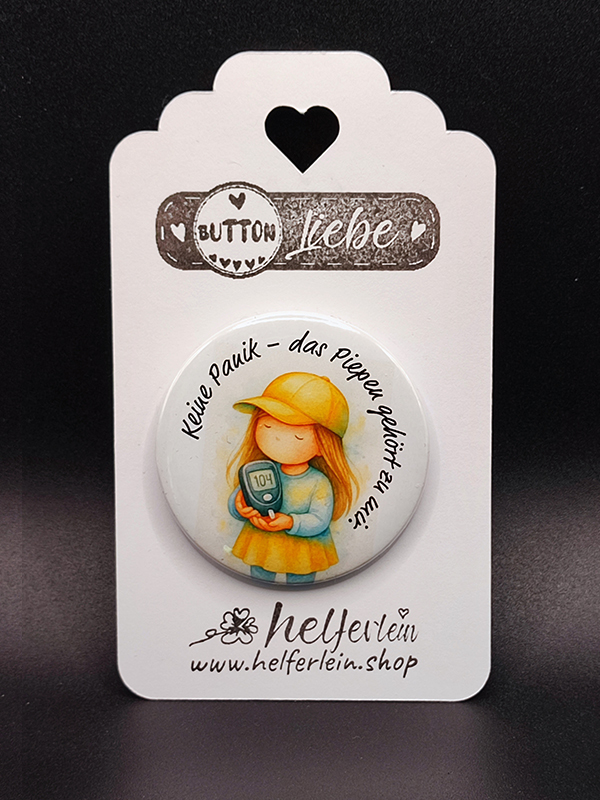 BUTTON Liebe
Keine Panik – das Piepen gehört zu mir.
104
helferlein
www.helferlein.shop